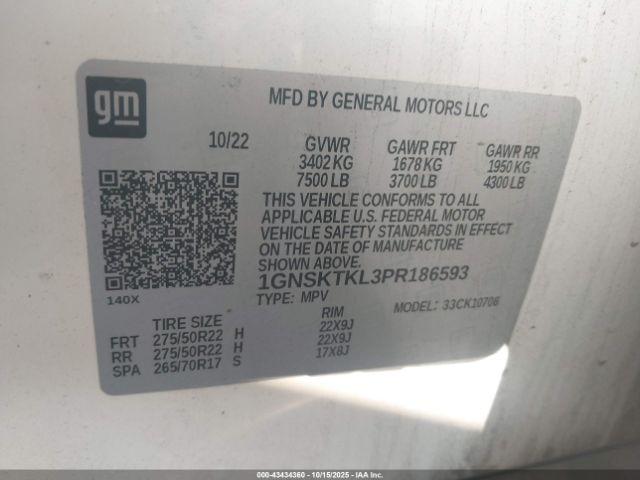 gm
MFD BY GENERAL MOTORS LLC
10/22 GVWR GAWR FRT GAWR RR
3402 KG 1678 KG 1950 KG
7500 LB 3700 LB 4300 LB
THIS VEHICLE CONFORMS TO ALL
APPLICABLE U.S. FEDERAL MOTOR
VEHICLE SAFETY STANDARDS IN EFFECT
ON THE DATE OF MANUFACTURE
SHOWN ABOVE.
1GNSKTKL3PR186593
140X
TYPE: MPV MODEL: 33CK10706
TIRE SIZE RIM
FRT 275/50R22 H 22X9J
RR 275/50R22 H 22X9J
SPA 265/70R17 S 17X8J
000-43434360 - 10/15/2025 - IAA Inc.